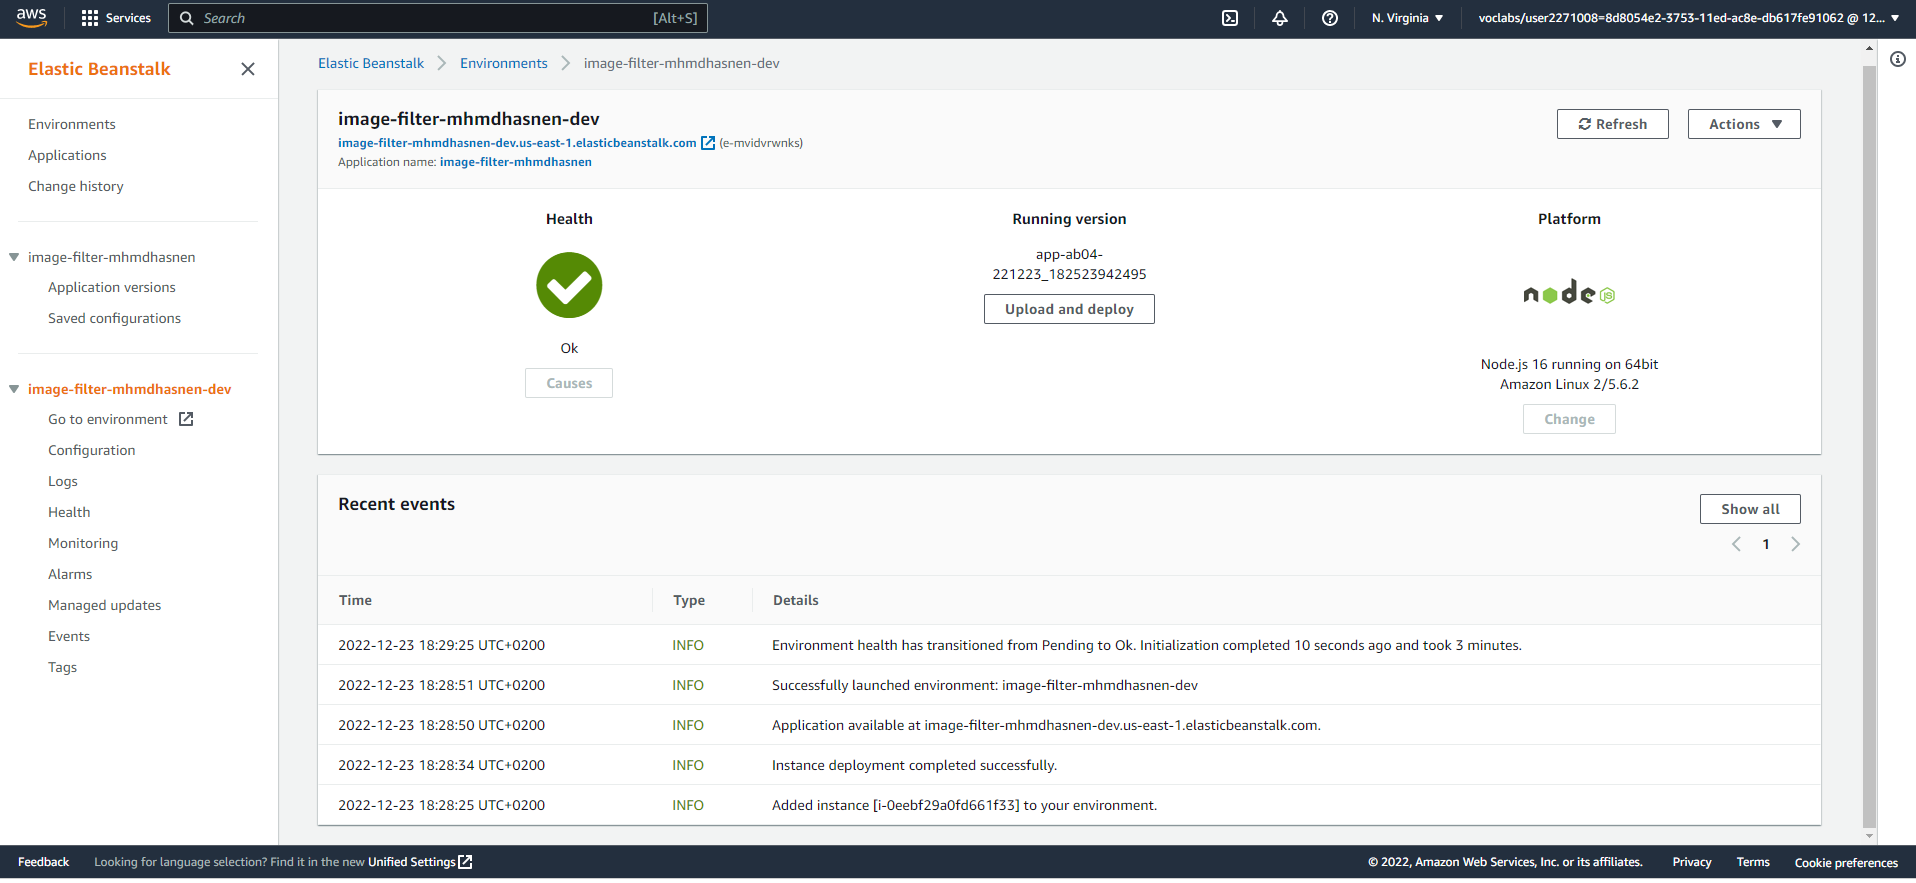 aws
Services
Search
[Alt+S]
N. Virginia
voclabs/user2271008=8d8054e2-3753-11ed-ac8e-db617fe91062 @ 12...
Elastic Beanstalk
Environments
Applications
Change history
image-filter-mhmdhasnen
Application versions
Saved configurations
image-filter-mhmdhasnen-dev
Go to environment
Configuration
Logs
Health
Monitoring
Alarms
Managed updates
Events
Tags
Elastic Beanstalk
Environments
image-filter-mhmdhasnen-dev
image-filter-mhmdhasnen-dev
image-filter-mhmdhasnen-dev.us-east-1.elasticbeanstalk.com (e-mvidvrwnks)
Application name: image-filter-mhmdhasnen
Refresh
Actions
Health
Ok
Causes
Running version
app-ab04-
221223_182523942495
Upload and deploy
Platform
node JS
Node.js 16 running on 64bit
Amazon Linux 2/5.6.2
Change
Recent events
Show all
1
Time Type Details
2022-12-23 18:29:25 UTC+0200 INFO Environment health has transitioned from Pending to Ok. Initialization completed 10 seconds ago and took 3 minutes.
2022-12-23 18:28:51 UTC+0200 INFO Successfully launched environment: image-filter-mhmdhasnen-dev
2022-12-23 18:28:50 UTC+0200 INFO Application available at image-filter-mhmdhasnen-dev.us-east-1.elasticbeanstalk.com.
2022-12-23 18:28:34 UTC+0200 INFO Instance deployment completed successfully.
2022-12-23 18:28:25 UTC+0200 INFO Added instance [i-0eebf29a0fd661f33] to your environment.
Feedback
Looking for language selection? Find it in the new Unified Settings
© 2022, Amazon Web Services, Inc. or its affiliates.
Privacy
Terms
Cookie preferences